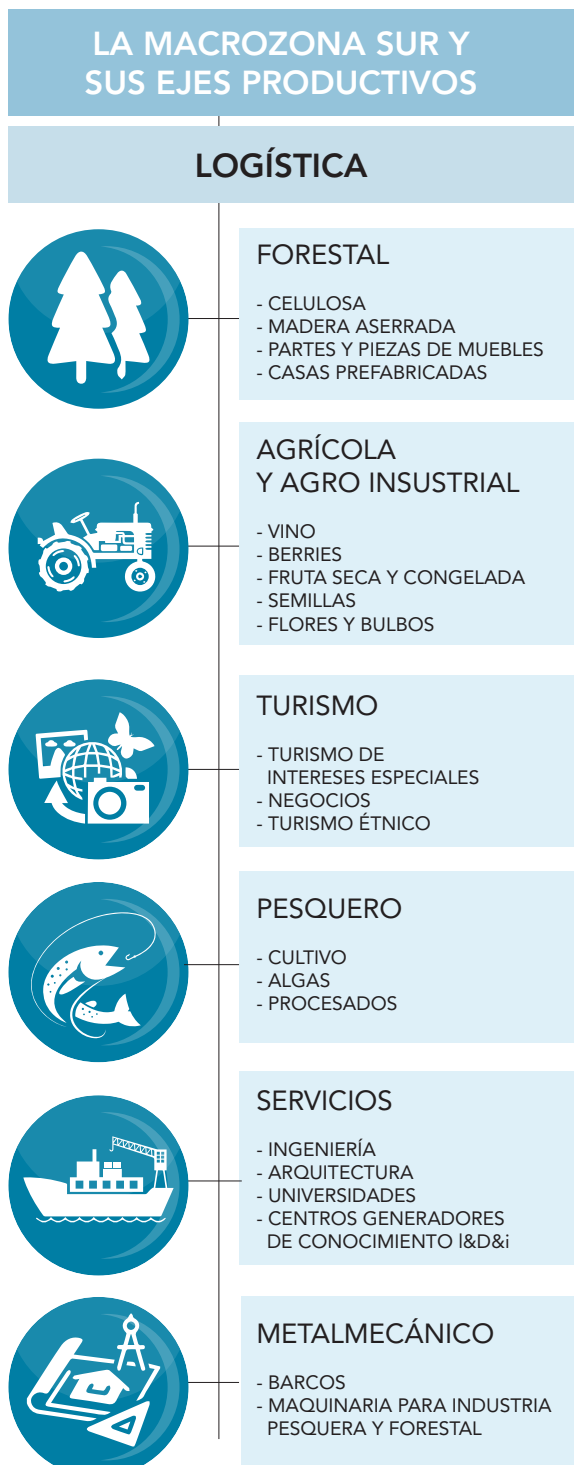 LA MACROZONA SUR Y
SUS EJES PRODUCTIVOS
LOGÍSTICA
FORESTAL
- CELULOSA
- MADERA ASERRADA
- PARTES Y PIEZAS DE MUEBLES
- CASAS PREFABRICADAS
AGRÍCOLA
Y AGRO INSUSTRIAL
- VINO
- BERRIES
- FRUTA SECA Y CONGELADA
- SEMILLAS
- FLORES Y BULBOS
TURISMO
- TURISMO DE
INTERESES ESPECIALES
- NEGOCIOS
- TURISMO ÉTNICO
PESQUERO
- CULTIVO
- ALGAS
- PROCESADOS
SERVICIOS
- INGENIERÍA
- ARQUITECTURA
- UNIVERSIDADES
- CENTROS GENERADORES
DE CONOCIMIENTO I&D&i
METALMECÁNICO
- BARCOS
- MAQUINARIA PARA INDUSTRIA
PESQUERA Y FORESTAL